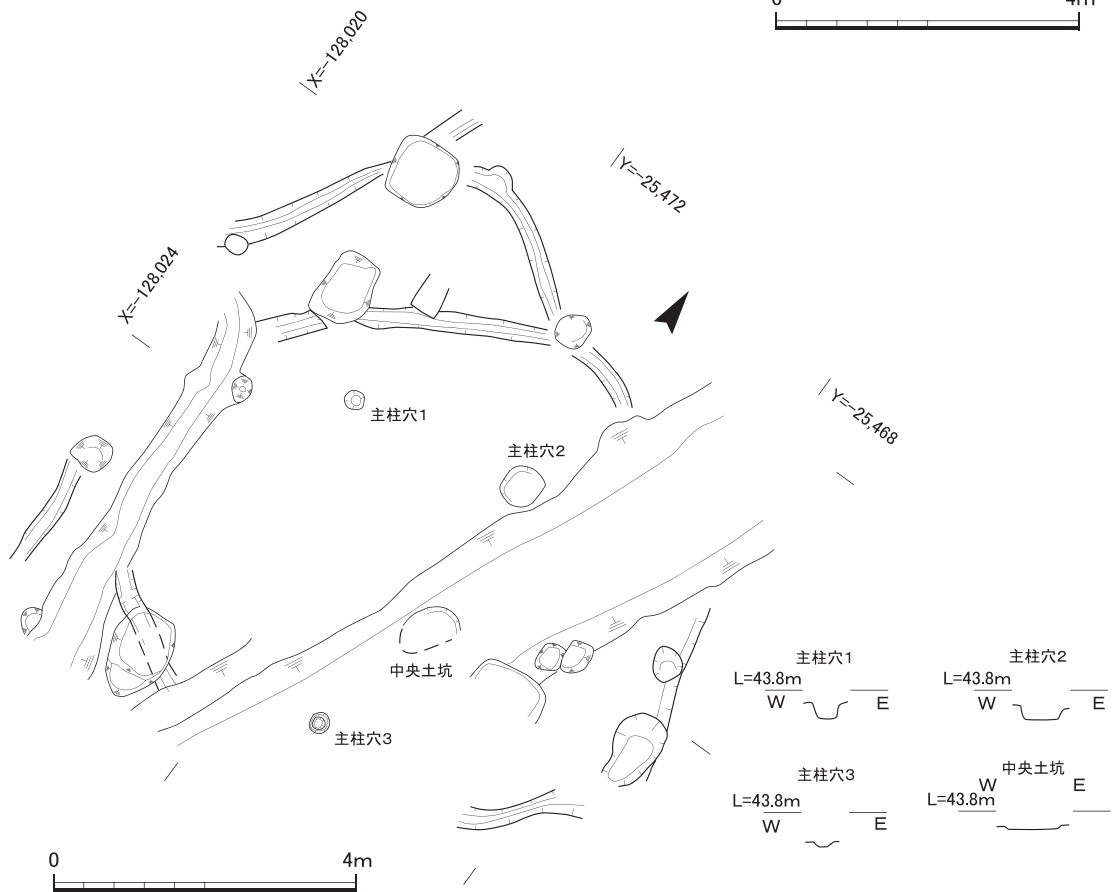 0 4m
X=-128,020
Y=-25,472
X=-128,024
Y=-25,468
主柱穴1
主柱穴2
中央土坑
主柱穴3
主柱穴1
L=43.8m
W E
主柱穴2
L=43.8m
W E
主柱穴3
L=43.8m
W E
中央土坑
W E
L=43.8m
0 4m